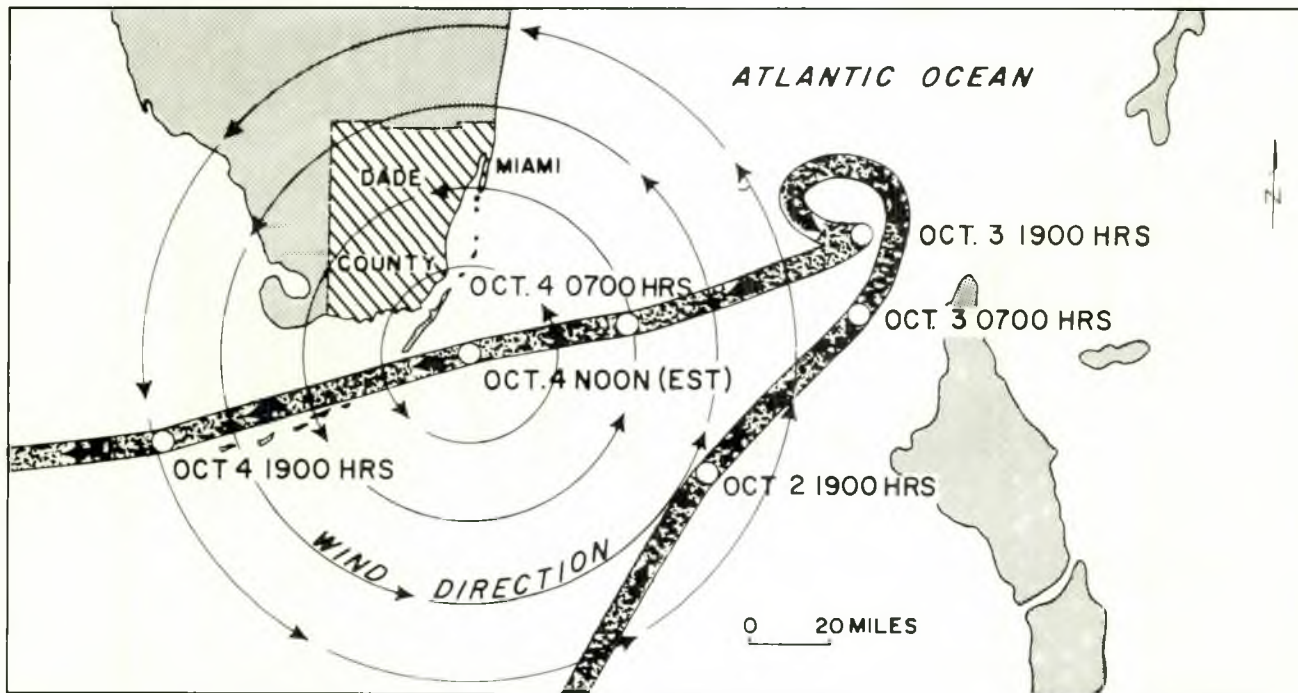 ATLANTIC OCEAN
MIAMI
DADE
N
COUNTY
OCT. 3 1900 HRS
OCT. 4 0700 HRS
OCT. 3 0700 HRS
OCT. 4 NOON (EST)
OCT 4 1900 HRS
OCT 2 1900 HRS
WIND DIRECTION
0 20 MILES